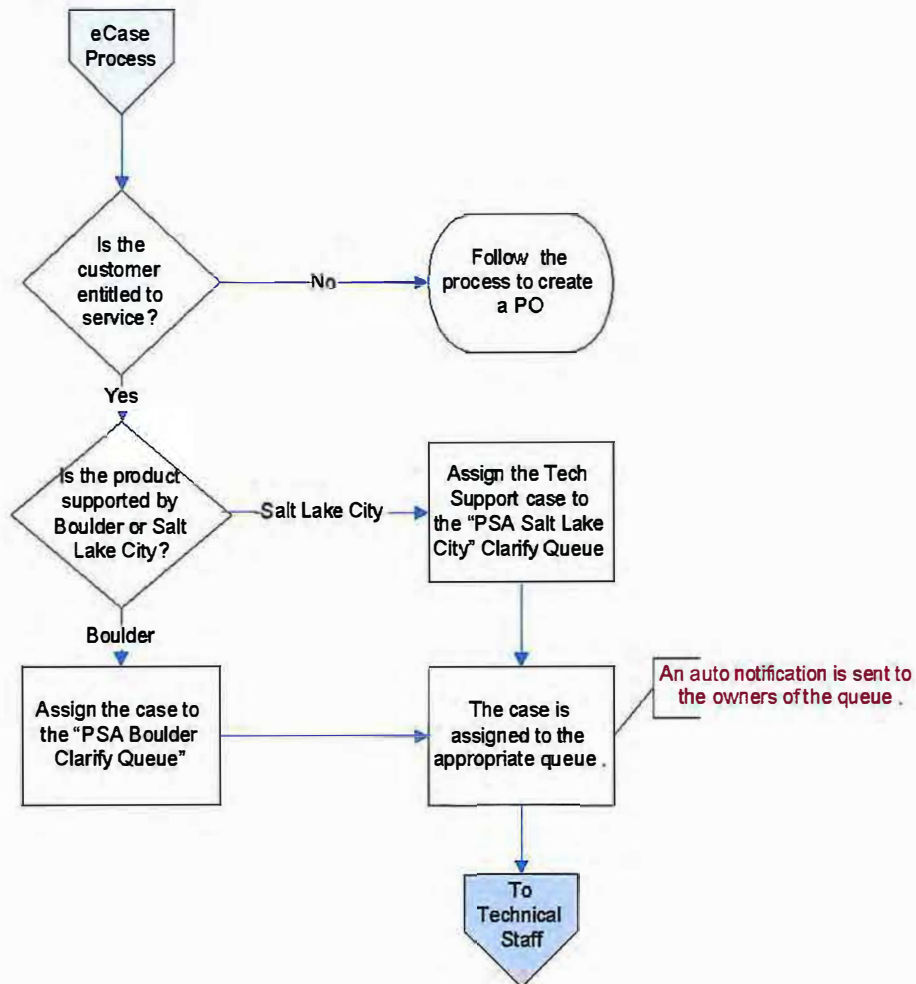 eCase
Process
Is the
customer
entitled to
service?
No
Follow the
process to create
a PO
Yes
Is the product
supported by
Boulder or Salt
Lake City?
Salt Lake City
Assign the Tech
Support case to
the “PSA Salt Lake
City” Clarify Queue
Boulder
Assign the case to
the “PSA Boulder
Clarify Queue”
The case is
assigned to the
appropriate queue.
An auto notification is sent to
the owners of the queue.
To
Technical
Staff